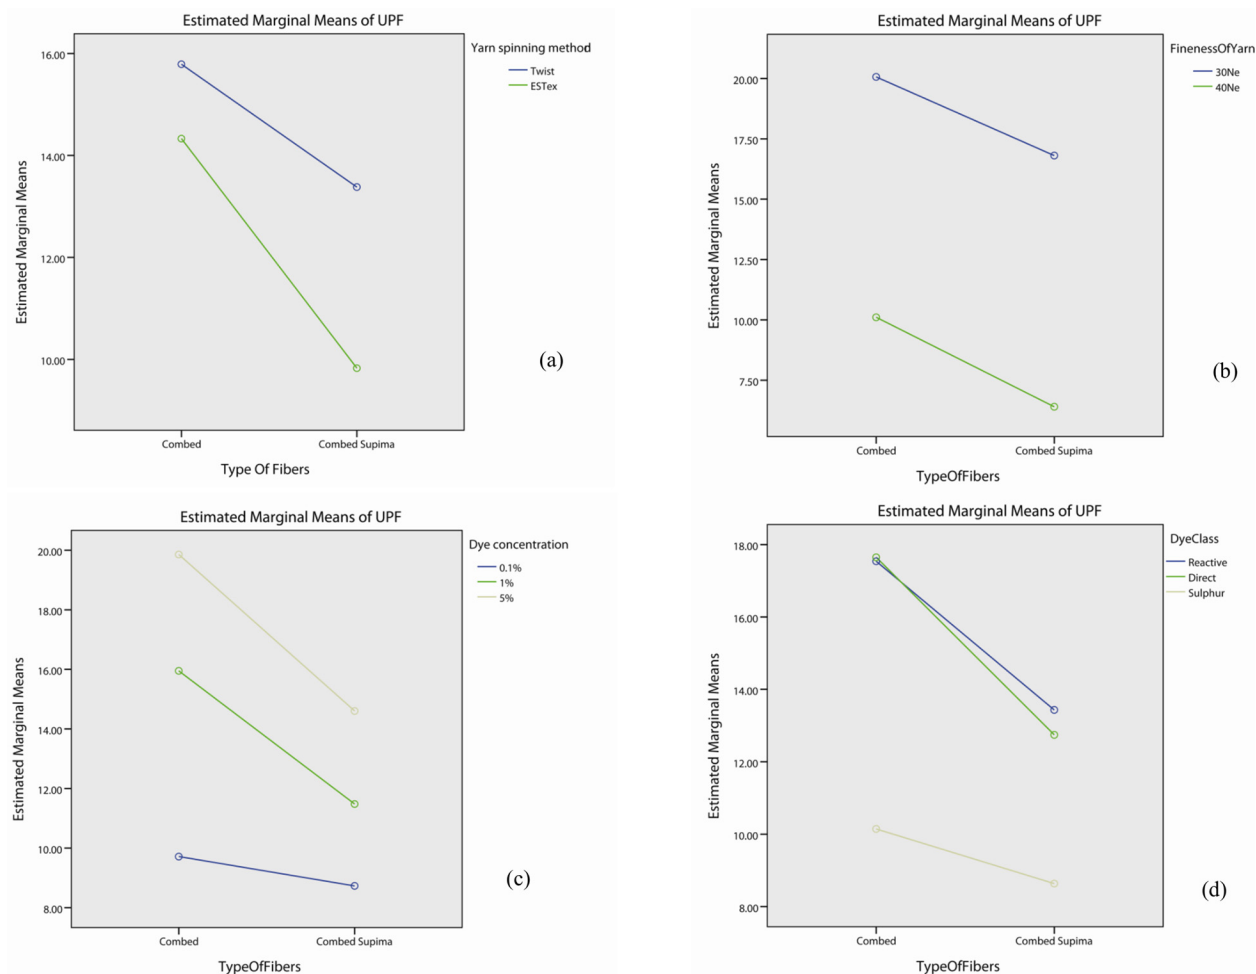 Estimated Marginal Means of UPF
Yarn spinning method
Twist
ESTex
16.00
14.00
12.00
10.00
Estimated Marginal Means
Combed
Combed Supima
Type Of Fibers
(a)
Estimated Marginal Means of UPF
FinenessOfYarn
30Ne
40Ne
20.00
17.50
15.00
12.50
10.00
7.50
Estimated Marginal Means
Combed
Combed Supima
TypeOfFibers
(b)
Estimated Marginal Means of UPF
Dye concentration
0.1%
1%
5%
20.00
18.00
16.00
14.00
12.00
10.00
8.00
Estimated Marginal Means
Combed
Combed Supima
TypeOfFibers
(c)
Estimated Marginal Means of UPF
DyeClass
Reactive
Direct
Sulphur
18.00
16.00
14.00
12.00
10.00
8.00
Estimated Marginal Means
Combed
Combed Supima
TypeOfFibers
(d)